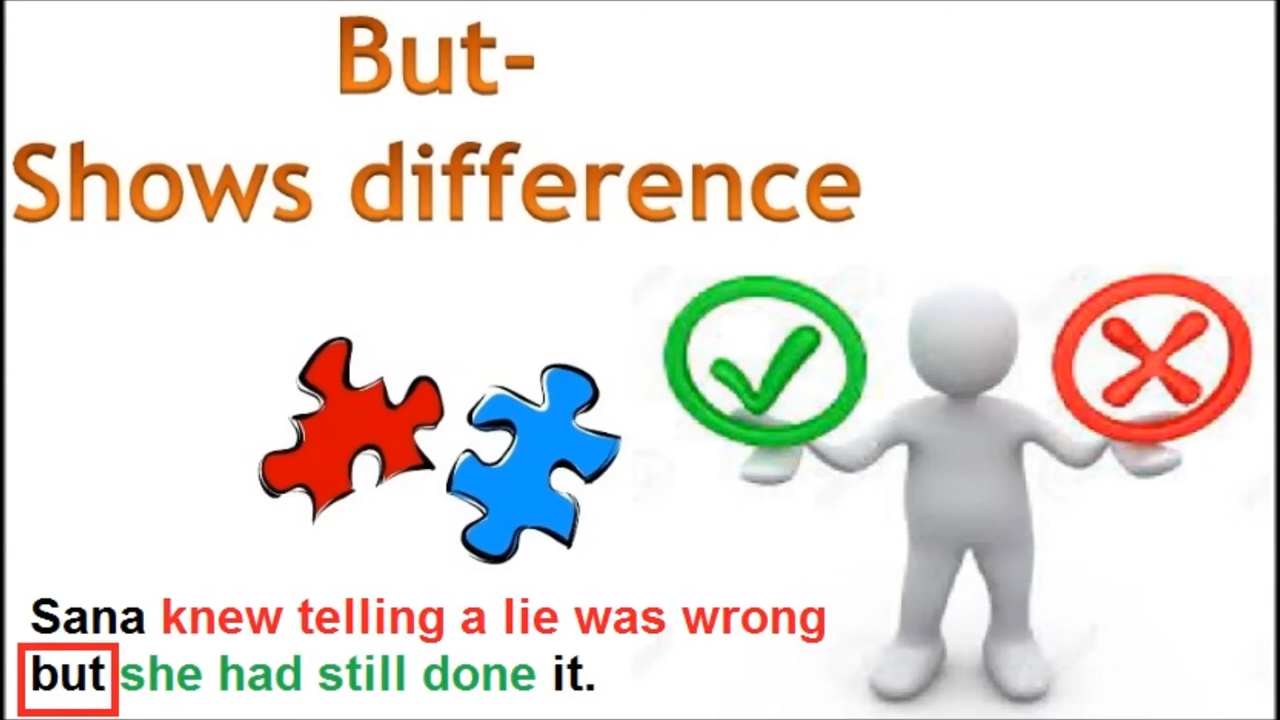 But-
Shows difference
Sana knew telling a lie was wrong
but she had still done it.